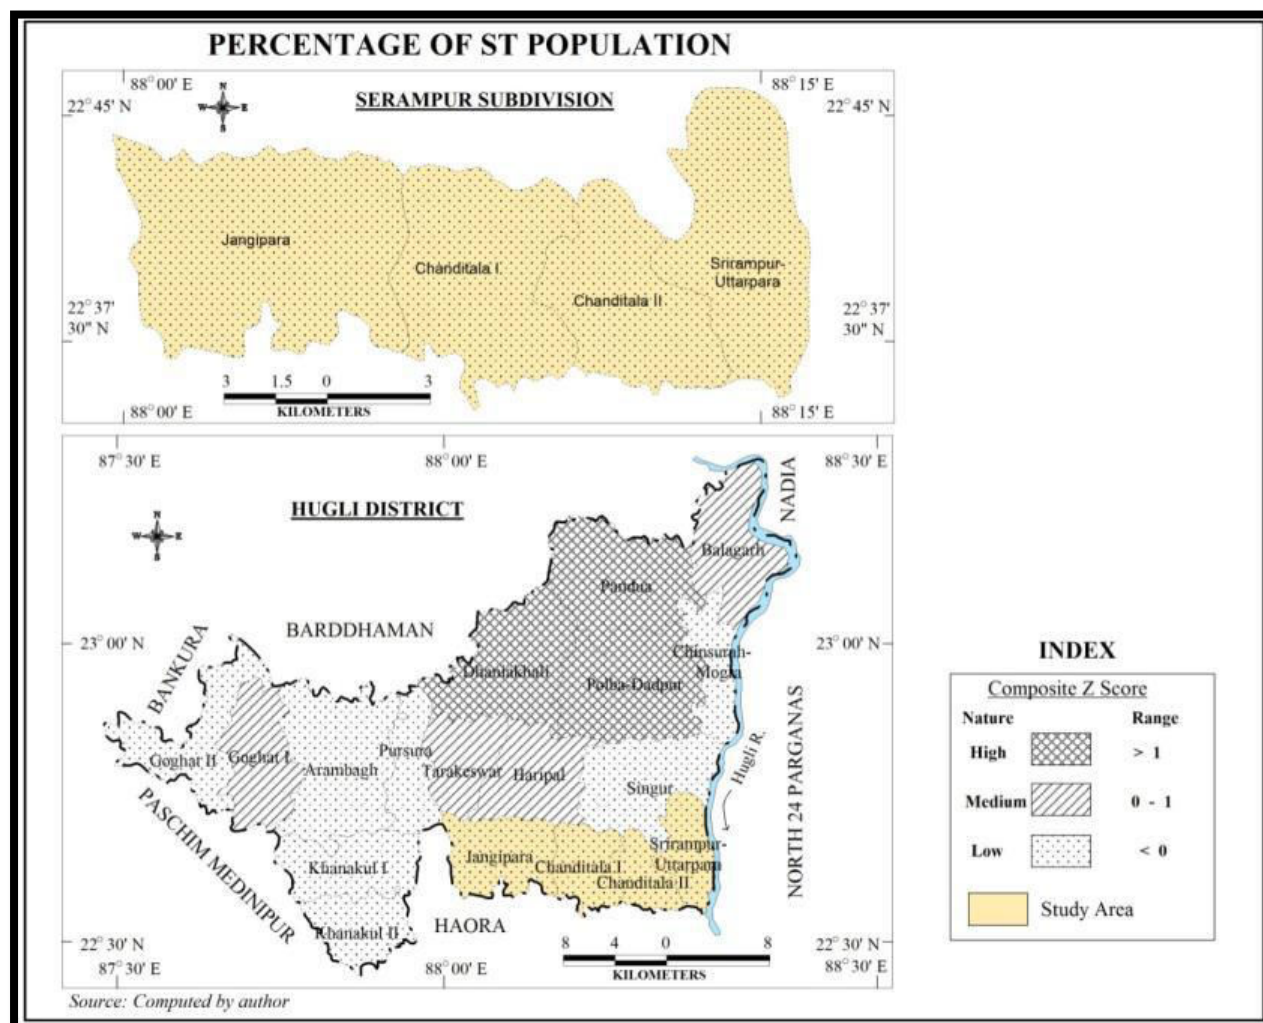 PERCENTAGE OF ST POPULATION
88° 00' E
88° 15' E
N
W E
S
22° 45' N
SERAMPUR SUBDIVISION
22° 45' N
Jangipara
Chanditala I
Srirampur-
Uttarpara
Chanditala II
22° 37'
30" N
22° 37'
30" N
3 1.5 0 3
KILOMETERS
88° 00' E
88° 15' E
87° 30' E
88° 00' E
88° 30' E
NADIA
HUGLI DISTRICT
N
W E
S
Balagarh
Pandua
BARDDHAMAN
BANKURA
23° 00' N
23° 00' N
Chinsurah-
Mogra
Dhaniakhali
Polba-Dadpur
Goghat II
Goghat I
Arambagh
Pursura
Tarakeswar
Haripal
Singur
Hugli R.
NORTH 24 PARGANAS
PASCHIM MEDINIPUR
Srirampur-
Uttarpara
Jangipara
Chanditala I
Chanditala II
Khanakul I
Khanakul II
HAORA
22° 30' N
87° 30' E
88° 00' E
8 4 0 8
KILOMETERS
22° 30' N
88° 30' E
Source: Computed by author
INDEX
Composite Z Score
Nature Range
High > 1
Medium 0 - 1
Low < 0
Study Area